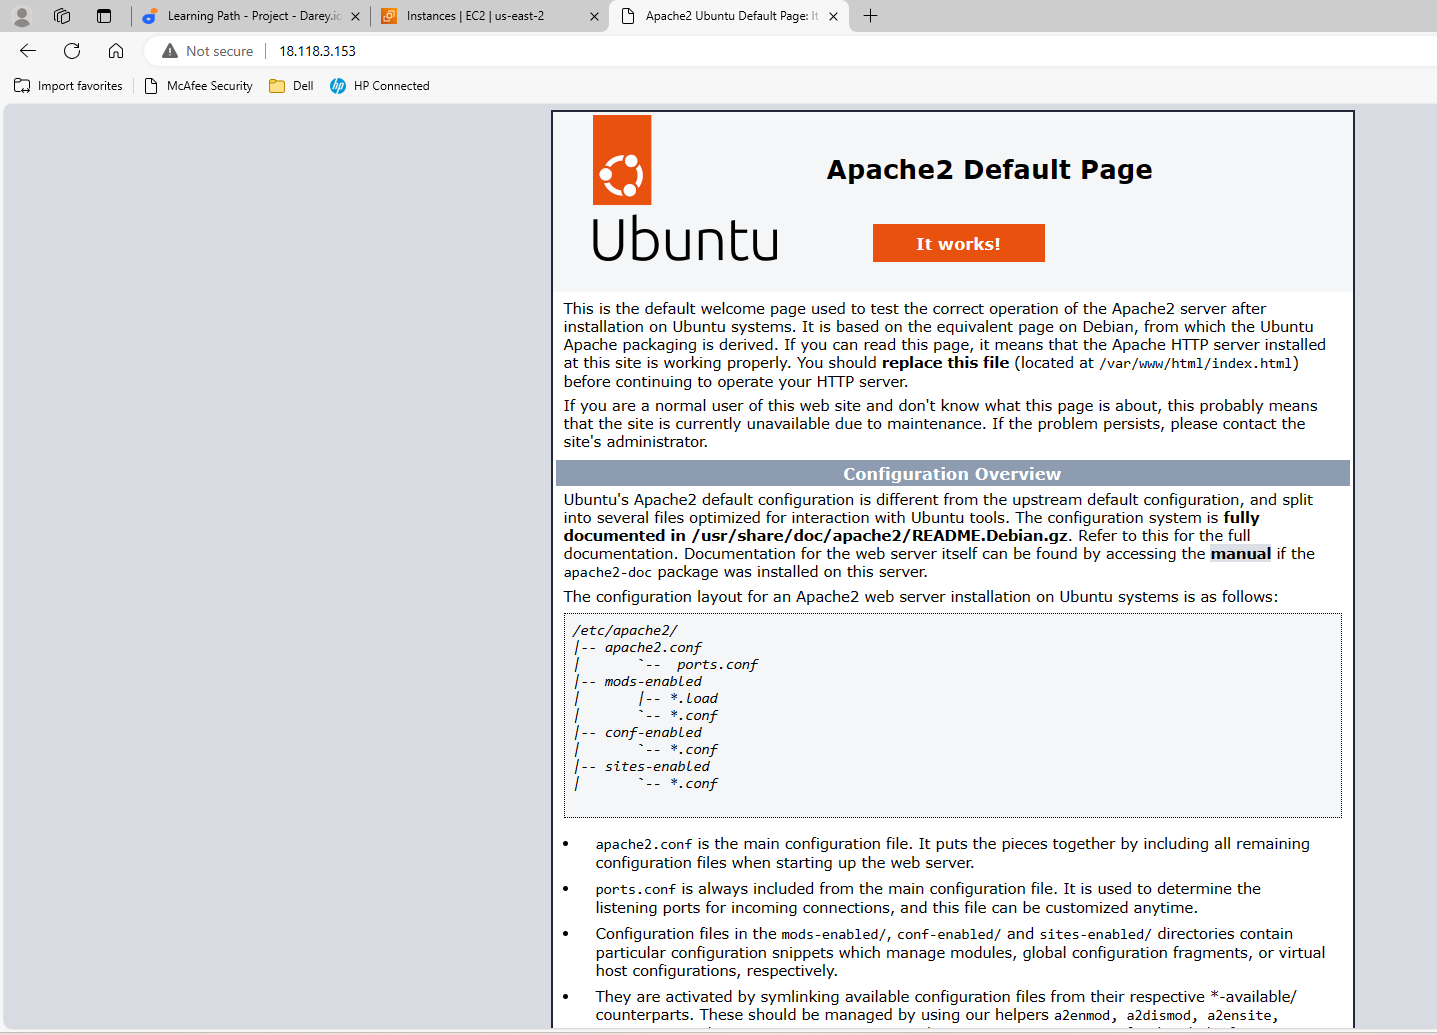 Learning Path - Project - Darey.io
Instances | EC2 | us-east-2
Apache2 Ubuntu Default Page: It
Not secure
18.118.3.153
Import favorites
McAfee Security
Dell
hp
HP Connected
Ubuntu
Apache2 Default Page
It works!
This is the default welcome page used to test the correct operation of the Apache2 server after
installation on Ubuntu systems. It is based on the equivalent page on Debian, from which the Ubuntu
Apache packaging is derived. If you can read this page, it means that the Apache HTTP server installed
at this site is working properly. You should replace this file (located at /var/www/html/index.html)
before continuing to operate your HTTP server.
If you are a normal user of this web site and don't know what this page is about, this probably means
that the site is currently unavailable due to maintenance. If the problem persists, please contact the
site's administrator.
Configuration Overview
Ubuntu's Apache2 default configuration is different from the upstream default configuration, and split
into several files optimized for interaction with Ubuntu tools. The configuration system is fully
documented in /usr/share/doc/apache2/README.Debian.gz. Refer to this for the full
documentation. Documentation for the web server itself can be found by accessing the manual if the
apache2-doc package was installed on this server.
The configuration layout for an Apache2 web server installation on Ubuntu systems is as follows:
/etc/apache2/
|-- apache2.conf
|       `--  ports.conf
|-- mods-enabled
|       |-- *.load
|       `-- *.conf
|-- conf-enabled
|       `-- *.conf
|-- sites-enabled
|       `-- *.conf
• apache2.conf is the main configuration file. It puts the pieces together by including all remaining
configuration files when starting up the web server.
• ports.conf is always included from the main configuration file. It is used to determine the
listening ports for incoming connections, and this file can be customized anytime.
• Configuration files in the mods-enabled/, conf-enabled/ and sites-enabled/ directories contain
particular configuration snippets which manage modules, global configuration fragments, or virtual
host configurations, respectively.
• They are activated by symlinking available configuration files from their respective *-available/
counterparts. These should be managed by using our helpers a2enmod, a2dismod, a2ensite,